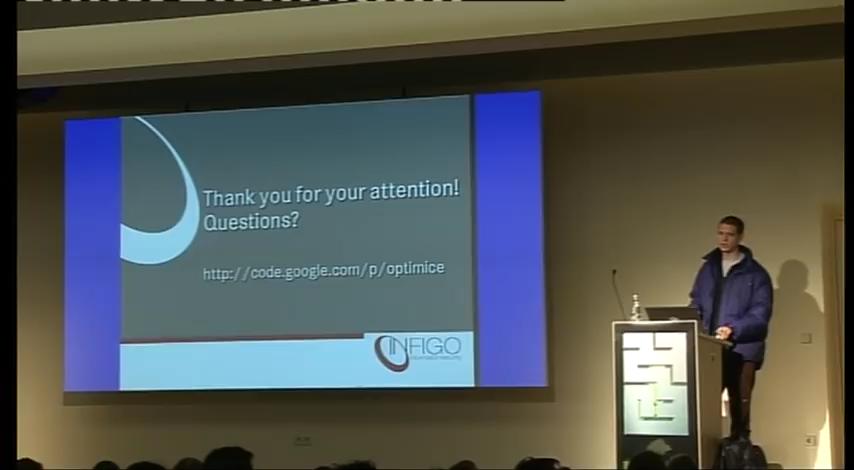 Thank you for your attention!
Questions?
http://code.google.com/p/optimice
INFIGO